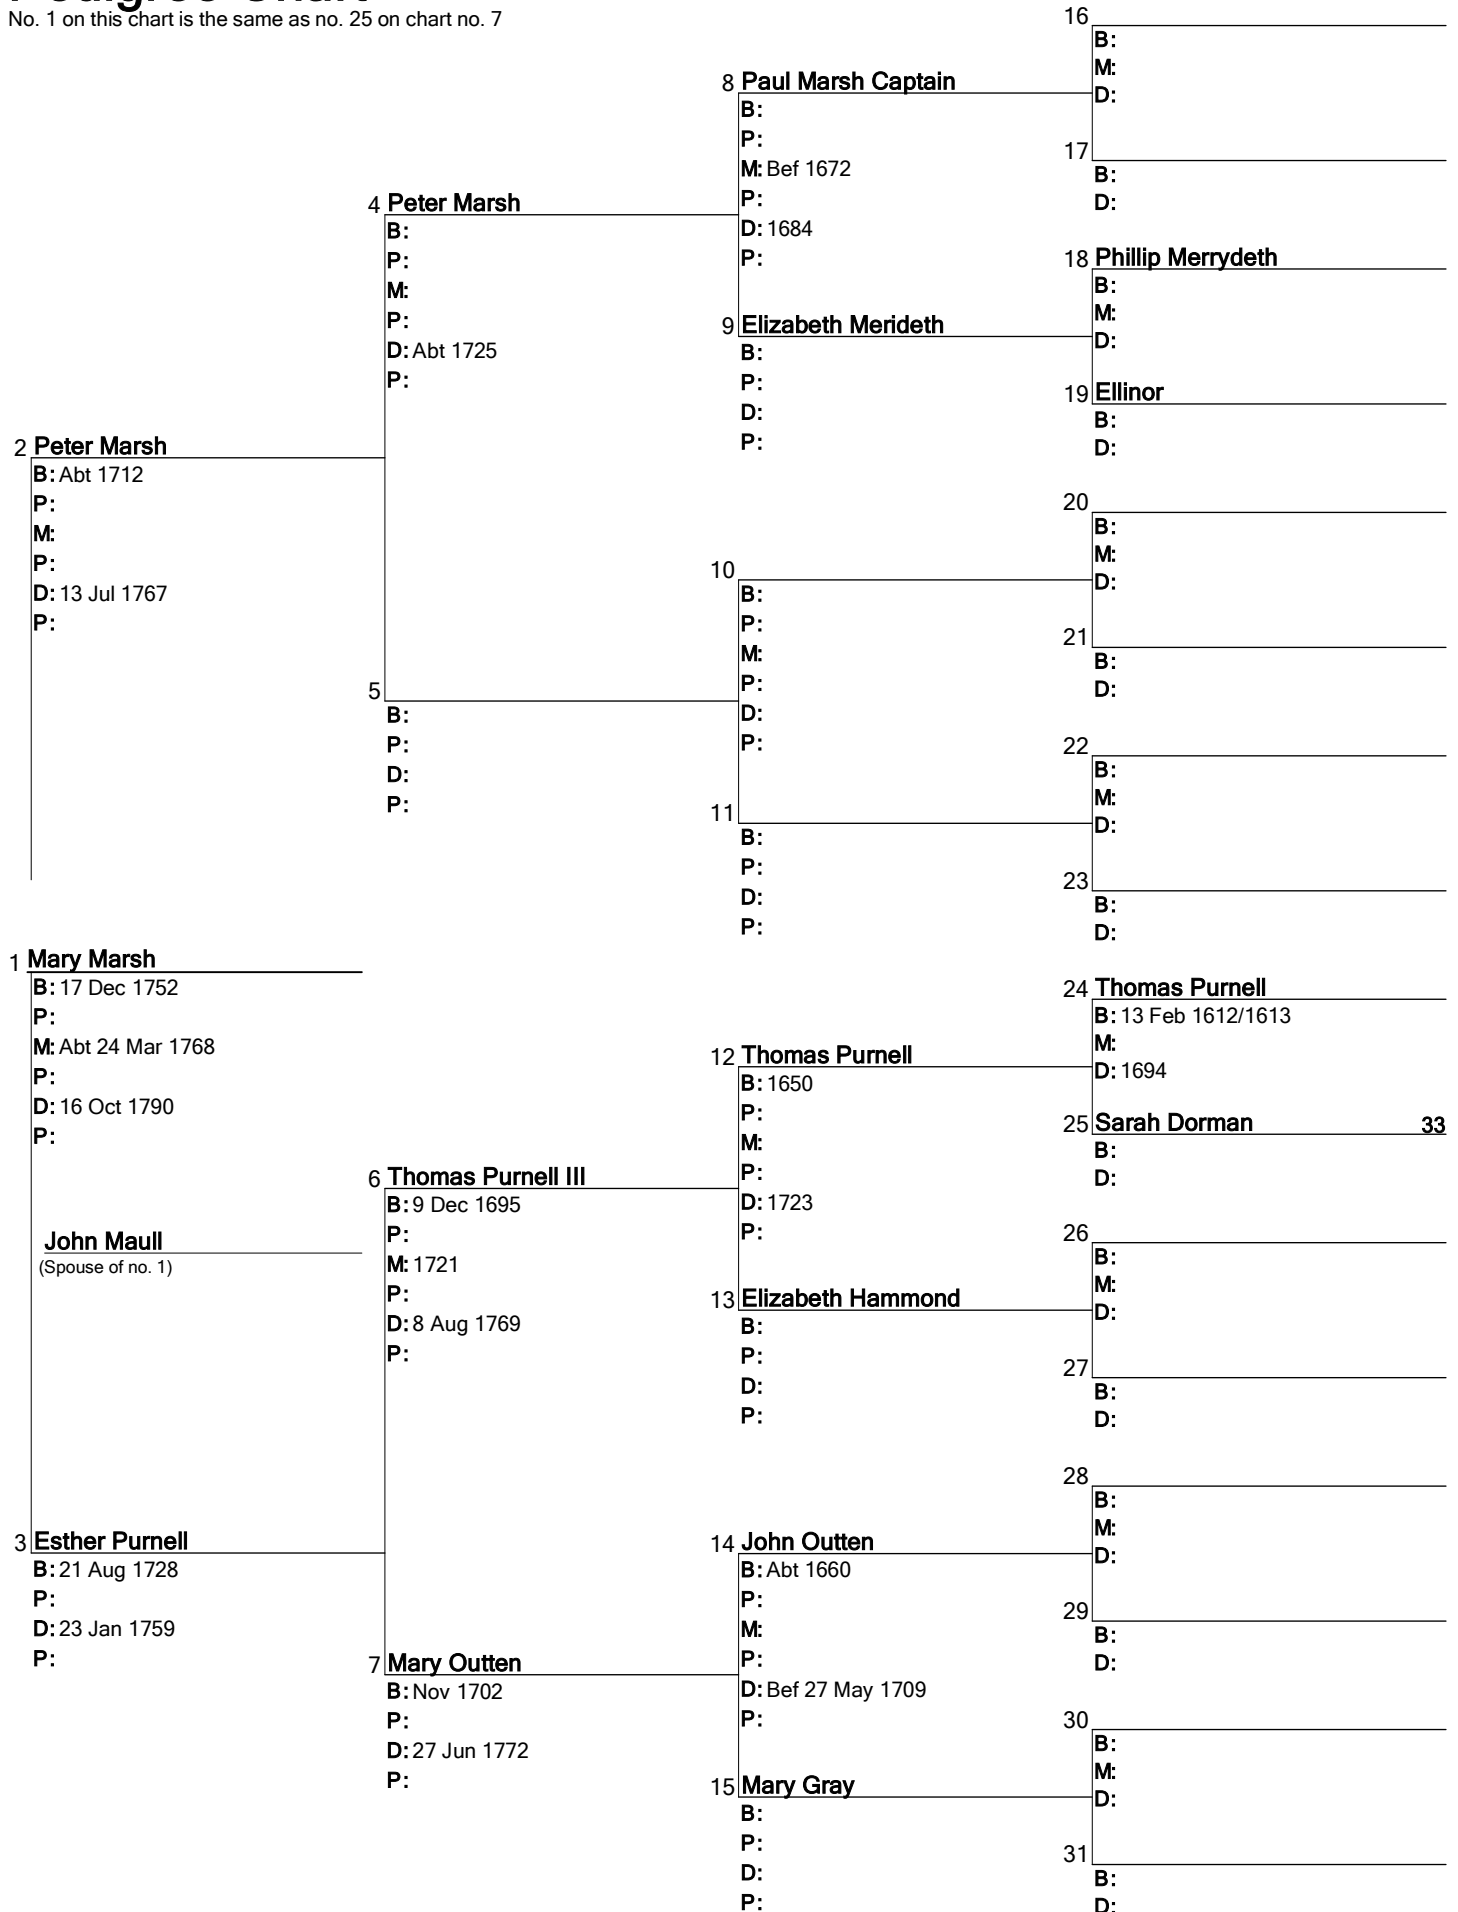 Pedigree Chart
No. 1 on this chart is the same as no. 25 on chart no. 7
2 Peter Marsh
B: Abt 1712
P:
M:
P:
D: 13 Jul 1767
P:
1 Mary Marsh
B: 17 Dec 1752
P:
M: Abt 24 Mar 1768
P:
D: 16 Oct 1790
P:
John Maull
(Spouse of no. 1)
3 Esther Purnell
B: 21 Aug 1728
P:
D: 23 Jan 1759
P:
4 Peter Marsh
B:
P:
M:
P:
D: Abt 1725
P:
5
B:
P:
D:
P:
6 Thomas Purnell III
B: 9 Dec 1695
P:
M: 1721
P:
D: 8 Aug 1769
P:
7 Mary Outten
B: Nov 1702
P:
D: 27 Jun 1772
P:
8 Paul Marsh Captain
B:
P:
M: Bef 1672
P:
D: 1684
P:
9 Elizabeth Merideth
B:
P:
D:
P:
10
B:
P:
M:
P:
D:
P:
11
B:
P:
D:
P:
12 Thomas Purnell
B: 1650
P:
M:
P:
D: 1723
P:
13 Elizabeth Hammond
B:
P:
D:
P:
14 John Outten
B: Abt 1660
P:
M:
P:
D: Bef 27 May 1709
P:
15 Mary Gray
B:
P:
D:
P:
16
B:
M:
D:
17
B:
D:
18 Phillip Merrydeth
B:
M:
D:
19 Ellinor
B:
D:
20
B:
M:
D:
21
B:
D:
22
B:
M:
D:
23
B:
D:
24 Thomas Purnell
B: 13 Feb 1612/1613
M:
D: 1694
25 Sarah Dorman 33
B:
D:
26
B:
M:
D:
27
B:
D:
28
B:
M:
D:
29
B:
D:
30
B:
M:
D:
31
B:
D: